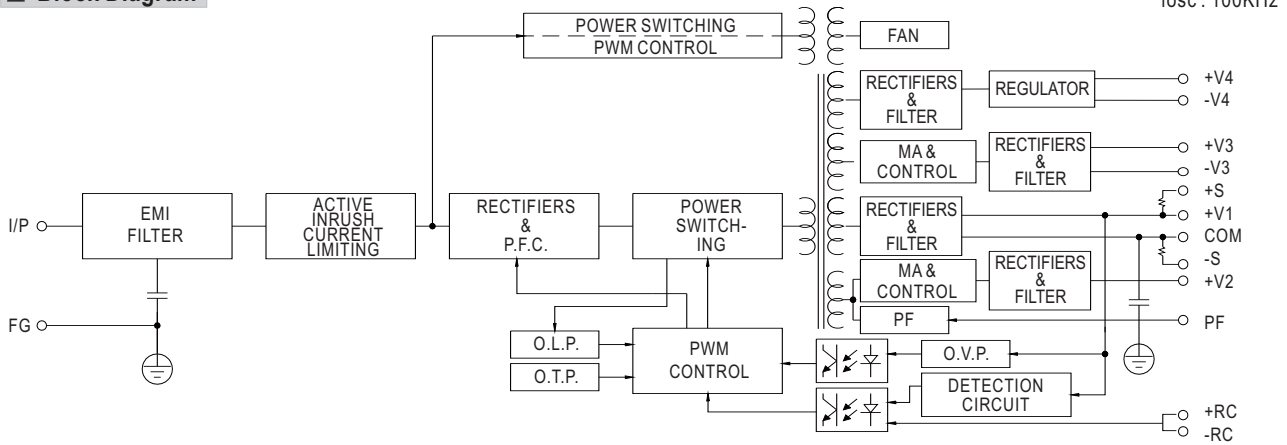 Block Diagram
fosc : 100KHz
POWER SWITCHING
PWM CONTROL
FAN
RECTIFIERS
&
FILTER
REGULATOR
+V4
-V4
MA &
CONTROL
RECTIFIERS
&
FILTER
+V3
-V3
I/P
EMI
FILTER
ACTIVE
INRUSH
CURRENT
LIMITING
RECTIFIERS
&
P.F.C.
POWER
SWITCH-
ING
RECTIFIERS
&
FILTER
+S
+V1
COM
-S
MA &
CONTROL
RECTIFIERS
&
FILTER
+V2
PF
PF
FG
O.L.P.
O.T.P.
PWM
CONTROL
O.V.P.
DETECTION
CIRCUIT
+RC
-RC